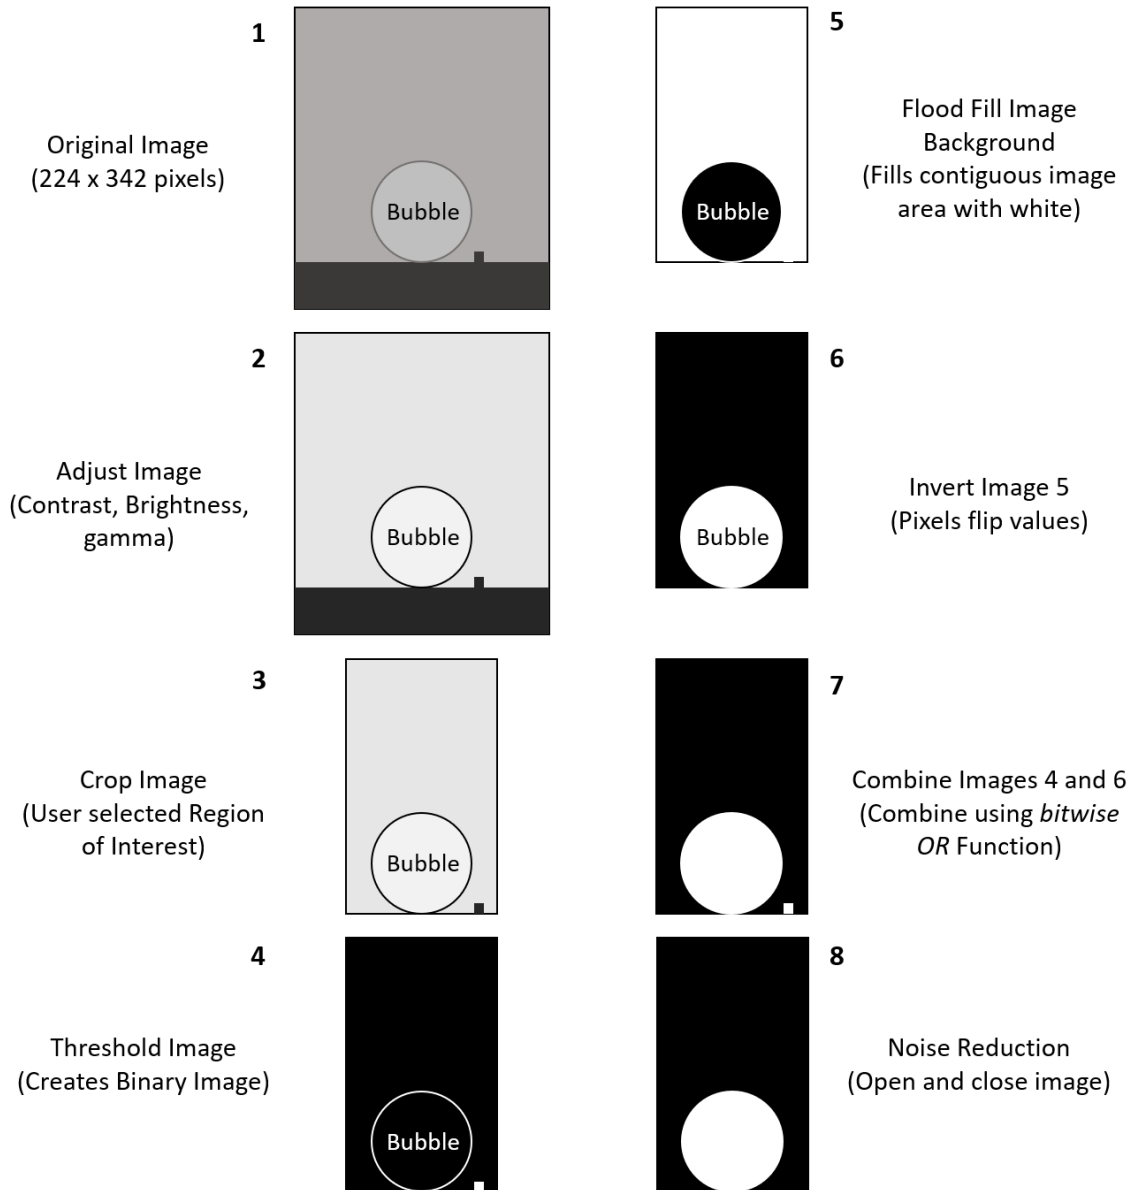 1
Original Image
(224 x 342 pixels)
Bubble
2
Adjust Image
(Contrast, Brightness,
gamma)
Bubble
3
Crop Image
(User selected Region
of Interest)
Bubble
4
Threshold Image
(Creates Binary Image)
Bubble
5
Flood Fill Image
Background
(Fills contiguous image
area with white)
Bubble
6
Invert Image 5
(Pixels flip values)
Bubble
7
Combine Images 4 and 6
(Combine using bitwise
OR Function)
8
Noise Reduction
(Open and close image)